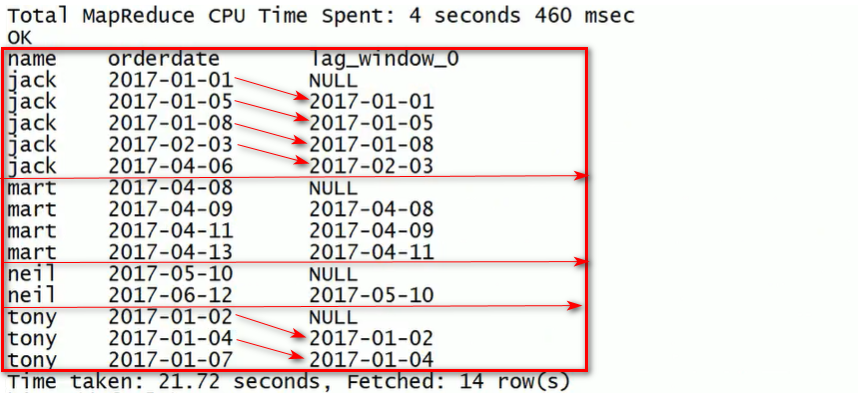 Total MapReduce CPU Time Spent: 4 seconds 460 msec
OK
name orderdate lag_window_0
jack 2017-01-01 NULL
jack 2017-01-05 2017-01-01
jack 2017-01-08 2017-01-05
jack 2017-02-03 2017-01-08
jack 2017-04-06 2017-02-03
mart 2017-04-08 NULL
mart 2017-04-09 2017-04-08
mart 2017-04-11 2017-04-09
mart 2017-04-13 2017-04-11
neil 2017-05-10 NULL
neil 2017-06-12 2017-05-10
tony 2017-01-02 NULL
tony 2017-01-04 2017-01-02
tony 2017-01-07 2017-01-04
Time taken: 21.72 seconds, Fetched: 14 row(s)